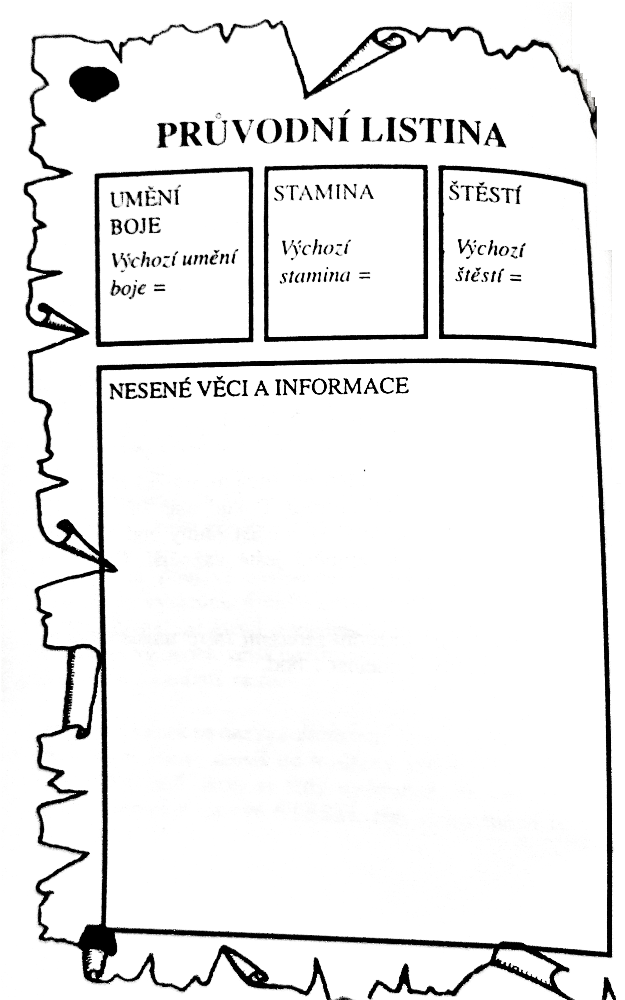 PRŮVODNÍ LISTINA
UMĚNÍ
BOJE
Výchozí umění
boje =
STAMINA
Výchozí
stamina =
ŠTĚSTÍ
Výchozí
štěstí =
NESENÉ VĚCI A INFORMACE